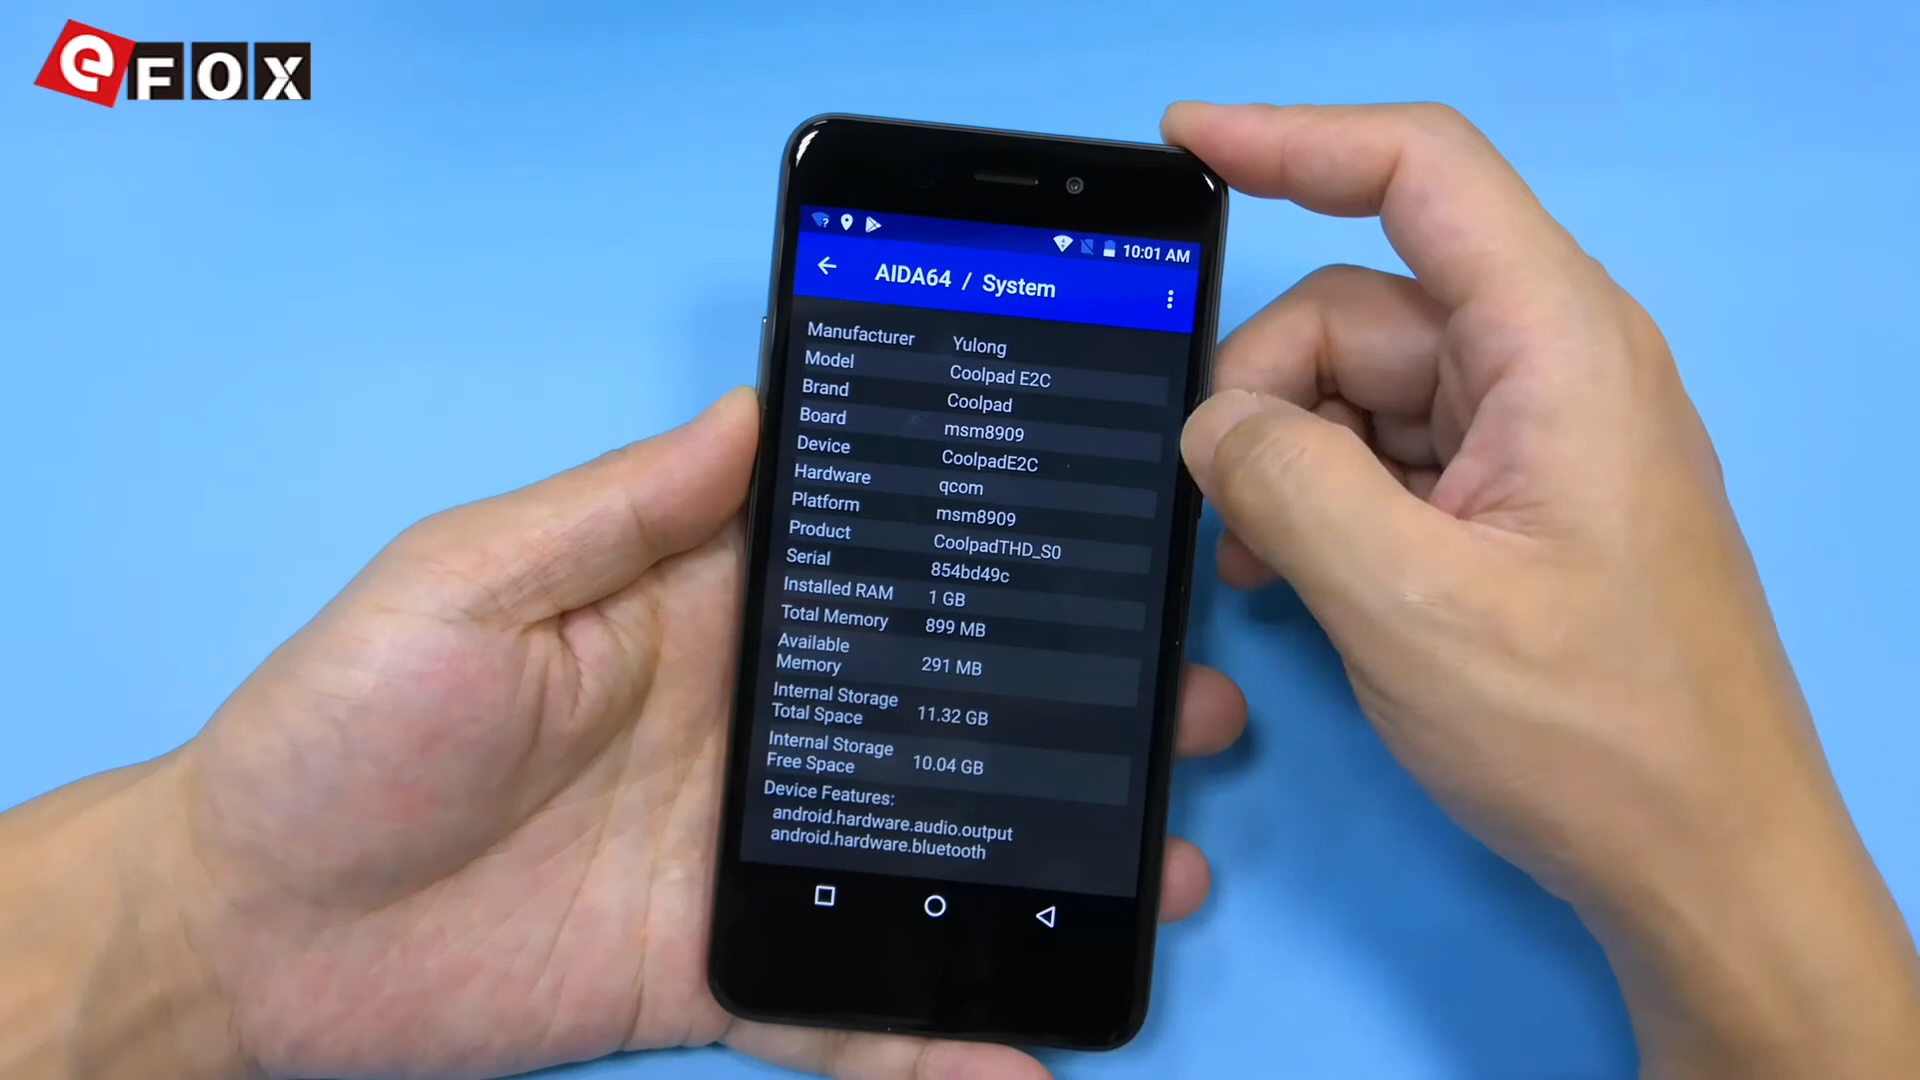 eFOX
10:01 AM
AIDA64 / System
Manufacturer Yulong
Model Coolpad E2C
Brand Coolpad
Board msm8909
Device CoolpadE2C
Hardware qcom
Platform msm8909
Product CoolpadTHD_S0
Serial 854bd49c
Installed RAM 1 GB
Total Memory 899 MB
Available
Memory 291 MB
Internal Storage
Total Space 11.32 GB
Internal Storage
Free Space 10.04 GB
Device Features:
android.hardware.audio.output
android.hardware.bluetooth